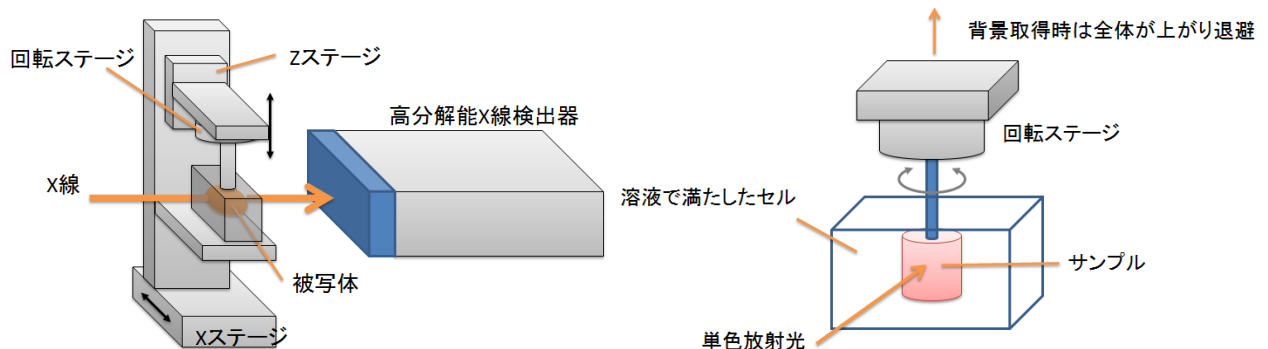 回転ステージ
Zステージ
高分解能X線検出器
X線
被写体
Xステージ
背景取得時は全体が上がり退避
回転ステージ
溶液で満たしたセル
サンプル
単色放射光